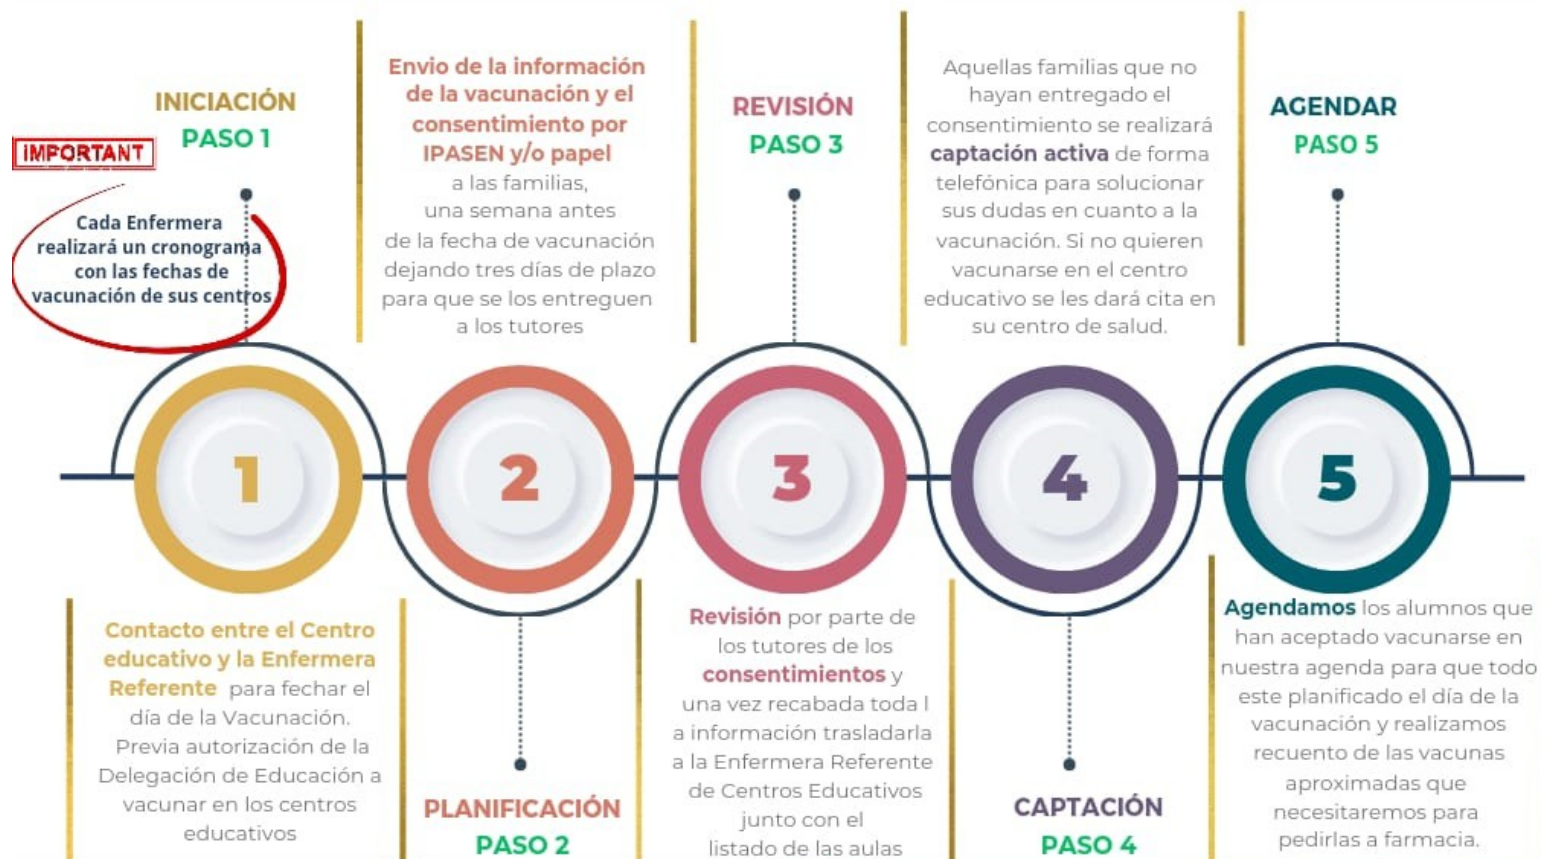 INICIACIÓN
PASO 1
IMPORTANT
Cada Enfermera
realizará un cronograma
con las fechas de
vacunación de sus centros
1
Contacto entre el Centro
educativo y la Enfermera
Referente para fechar el
día de la Vacunación.
Previa autorización de la
Delegación de Educación a
vacunar en los centros
educativos
Envio de la información
de la vacunación y el
consentimiento por
IPASEN y/o papel
a las familias,
una semana antes
de la fecha de vacunación
dejando tres días de plazo
para que se los entreguen
a los tutores
2
PLANIFICACIÓN
PASO 2
REVISIÓN
PASO 3
3
Revisión por parte de
los tutores de los
consentimientos y
una vez recabada toda l
a información trasladarla
a la Enfermera Referente
de Centros Educativos
junto con el
listado de las aulas
Aquellas familias que no
hayan entregado el
consentimiento se realizará
captación activa de forma
telefónica para solucionar
sus dudas en cuanto a la
vacunación. Si no quieren
vacunarse en el centro
educativo se les dará cita en
su centro de salud.
4
CAPTACIÓN
PASO 4
AGENDAR
PASO 5
5
Agendamos los alumnos que
han aceptado vacunarse en
nuestra agenda para que todo
este planificado el día de la
vacunación y realizamos
recuento de las vacunas
aproximadas que
necesitaremos para
pedirlas a farmacia.